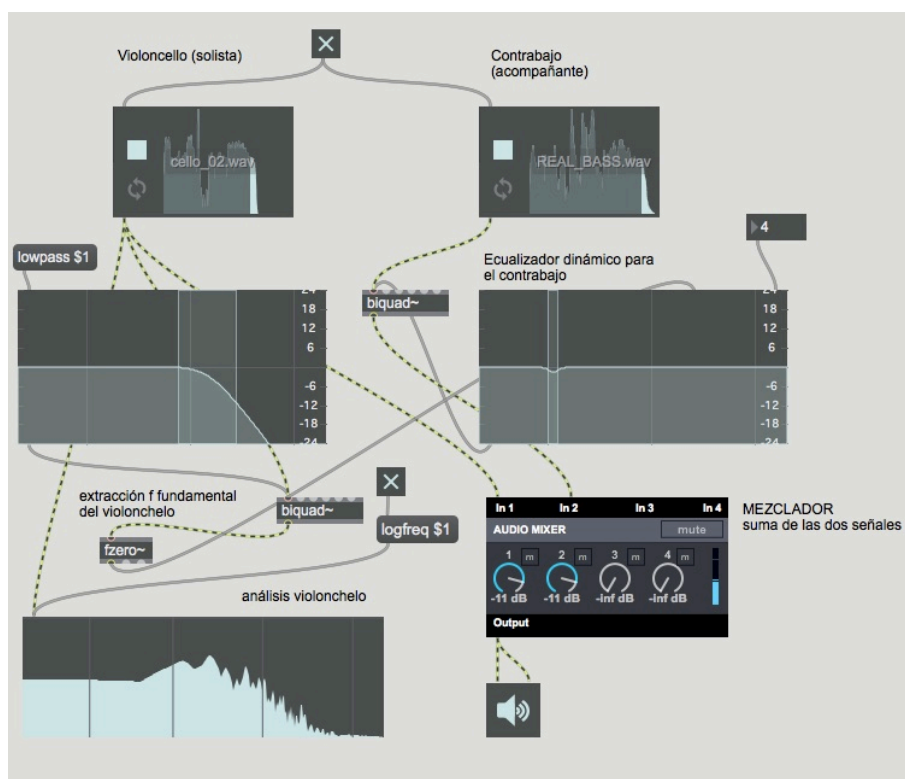 Violoncello (solista)
Contrabajo
(acompañante)
cello_02.wav
REAL_BASS.wav
4
lowpass $1
Ecualizador dinámico para
el contrabajo
biquad~
24
18
12
6
-6
-12
-18
-24
24
18
12
6
-6
-12
-18
-24
extracción f fundamental
del violonchelo
biquad~
fzero~
logfreq $1
análisis violonchelo
In 1 In 2 In 3 In 4
AUDIO MIXER mute
1 m 2 m 3 m 4 m
-11 dB -11 dB -inf dB -inf dB
Output
MEZCLADOR
suma de las dos señales